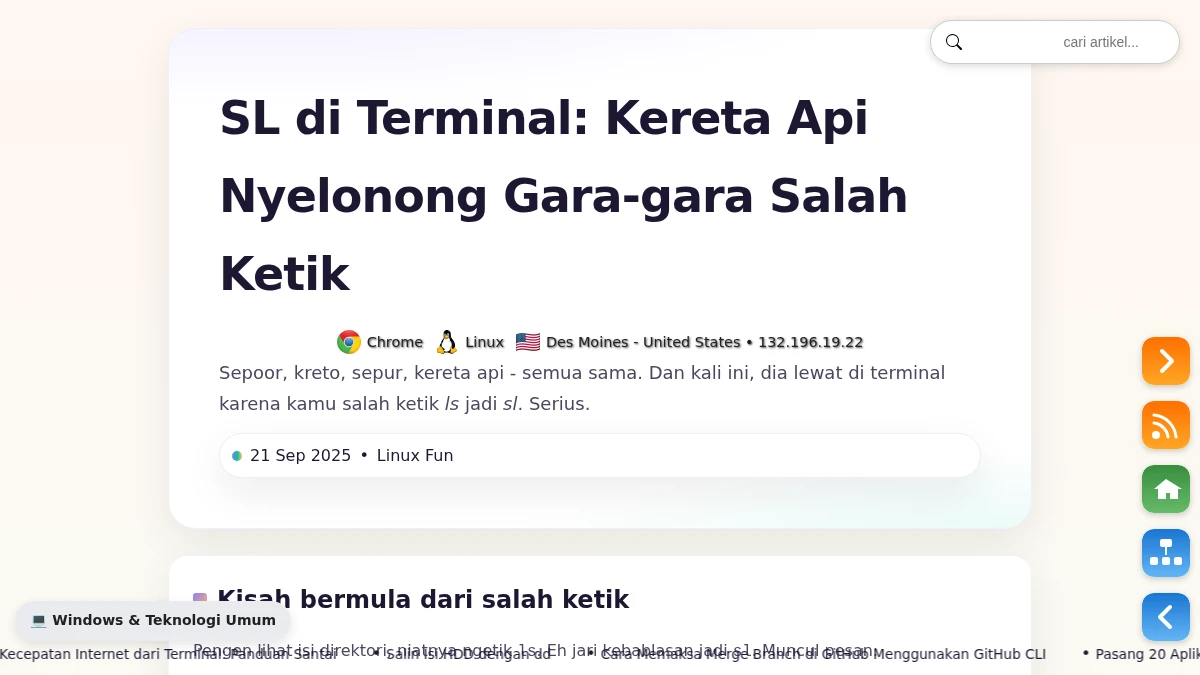 cari artikel...
SL di Terminal: Kereta Api
Nyelonong Gara-gara Salah
Ketik
Chrome Linux Des Moines - United States • 132.196.19.22
Sepoor, kreto, sepur, kereta api - semua sama. Dan kali ini, dia lewat di terminal
karena kamu salah ketik ls jadi sl. Serius.
21 Sep 2025 • Linux Fun
Kisah bermula dari salah ketik
Windows & Teknologi Umum
Pengen lihat isi direktori, niatnya ngetik ls. Eh jari kebablasan jadi sl. Muncul pesan:
Kecepatan Internet dari Terminal: Panduan Santai • Salin Isi HDD dengan dd • Cara Memaksa Merge Branch di GitHub Menggunakan GitHub CLI • Pasang 20 Aplik